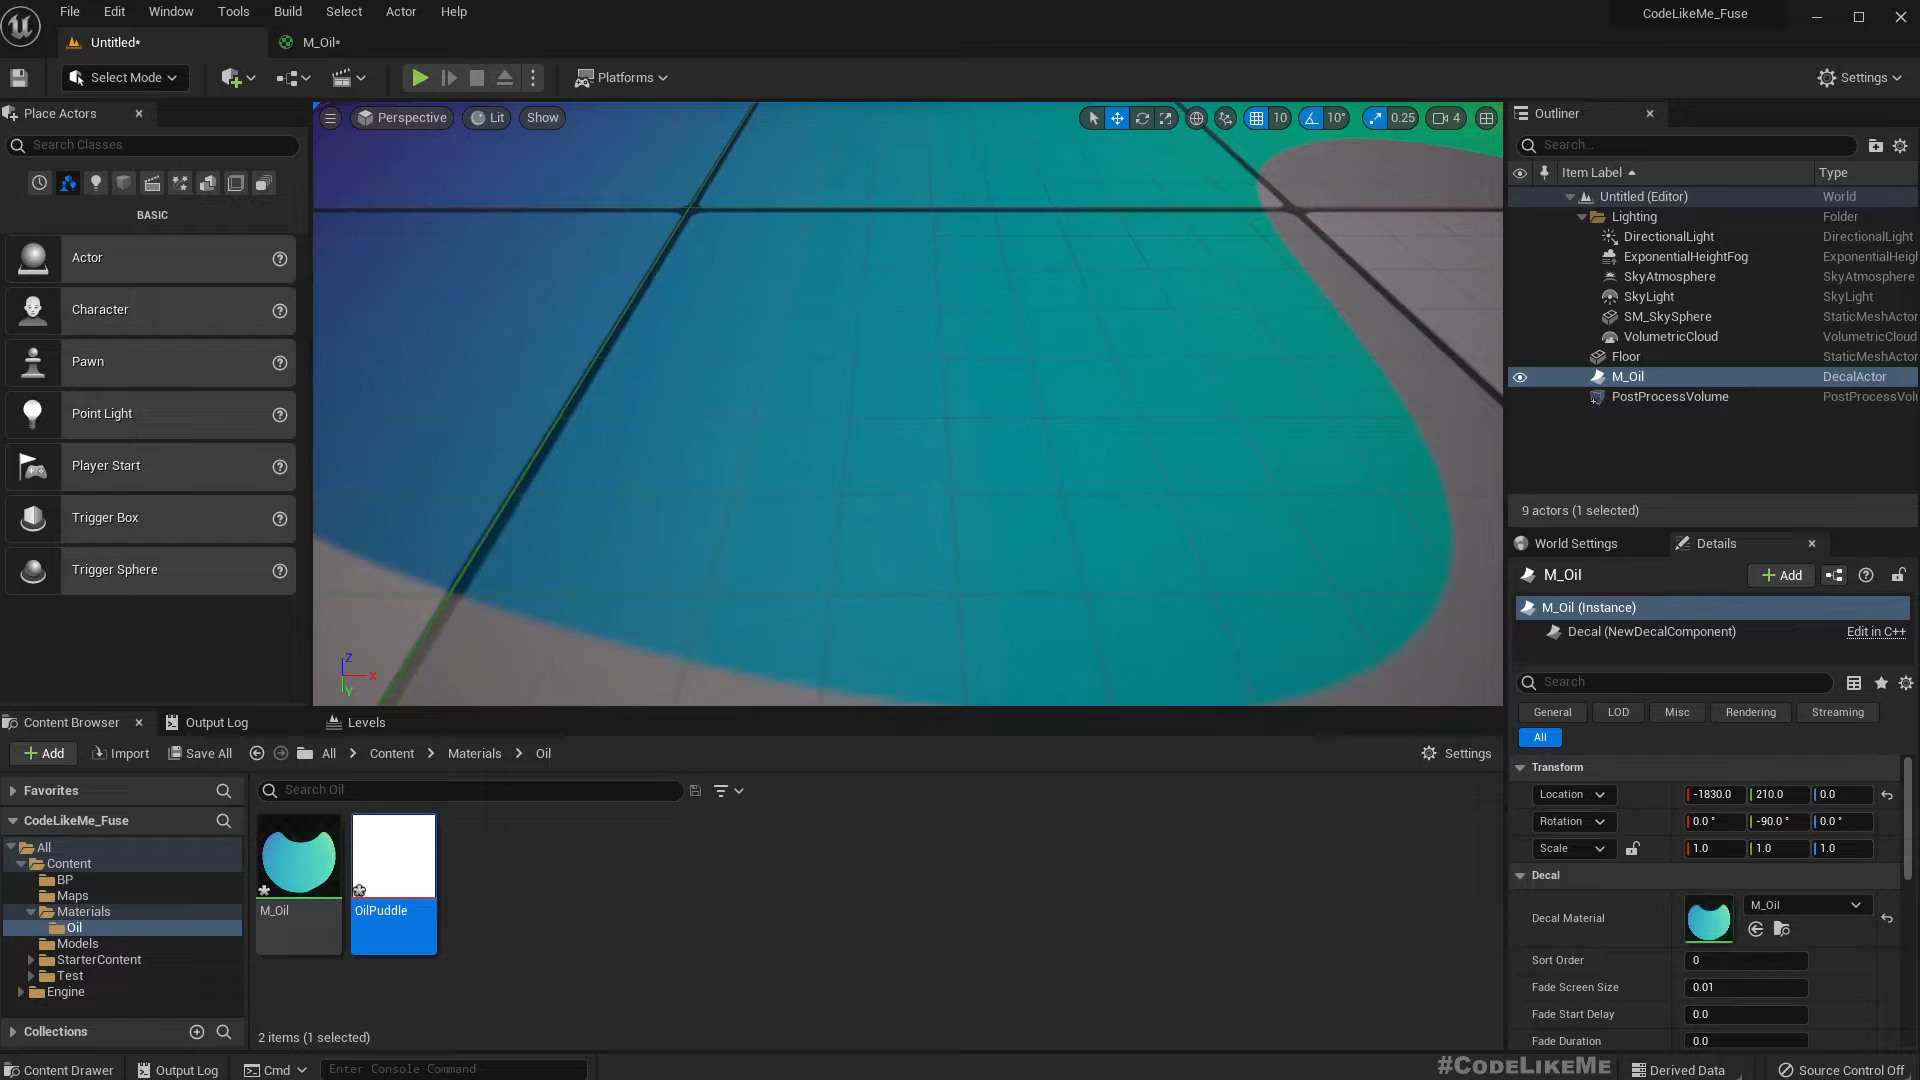 File Edit Window Tools Build Select Actor Help
CodeLikeMe_Fuse
Untitled*
M_Oil*
Select Mode
Platforms
Settings
Place Actors
Search Classes
BASIC
Actor
Character
Pawn
Point Light
Player Start
Trigger Box
Trigger Sphere
Perspective
Lit
Show
10
10°
0.25
4
Z
X
Y
Outliner
Search...
Item Label Type
Untitled (Editor) World
Lighting Folder
DirectionalLight DirectionalLight
ExponentialHeightFog ExponentialHeigl
SkyAtmosphere SkyAtmosphere
SkyLight SkyLight
SM_SkySphere StaticMeshActor
VolumetricCloud VolumetricCloud
Floor StaticMeshActor
M_Oil DecalActor
PostProcessVolume PostProcessVolu
9 actors (1 selected)
World Settings
Details
M_Oil
Add
M_Oil (Instance)
Decal (NewDecalComponent) Edit in C++
Search
General LOD Misc Rendering Streaming
All
Transform
Location -1830.0 210.0 0.0
Rotation 0.0 ° -90.0 ° 0.0 °
Scale 1.0 1.0 1.0
Decal
Decal Material M_Oil
Sort Order 0
Fade Screen Size 0.01
Fade Start Delay 0.0
Fade Duration 0.0
Content Browser
Output Log
Levels
Add Import Save All All Content Materials Oil Settings
Favorites
CodeLikeMe_Fuse
All
Content
BP
Maps
Materials
Oil
Models
StarterContent
Test
Engine
Collections
Search Oil
M_Oil
OilPuddle
2 items (1 selected)
Content Drawer Output Log Cmd Enter Console Command
#CODELIKEME
Derived Data Source Control Off